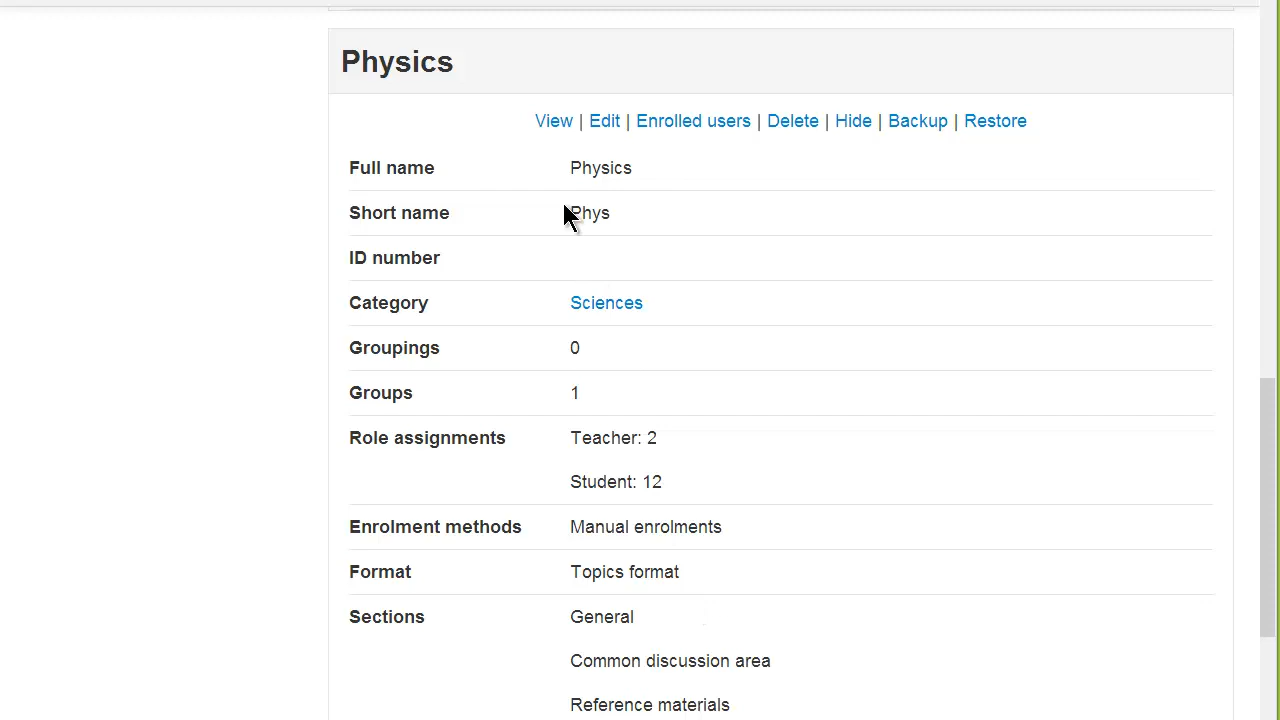 Physics
View | Edit | Enrolled users | Delete | Hide | Backup | Restore
Full name Physics
Short name Phys
ID number
Category Sciences
Groupings 0
Groups 1
Role assignments Teacher: 2
Student: 12
Enrolment methods Manual enrolments
Format Topics format
Sections General
Common discussion area
Reference materials